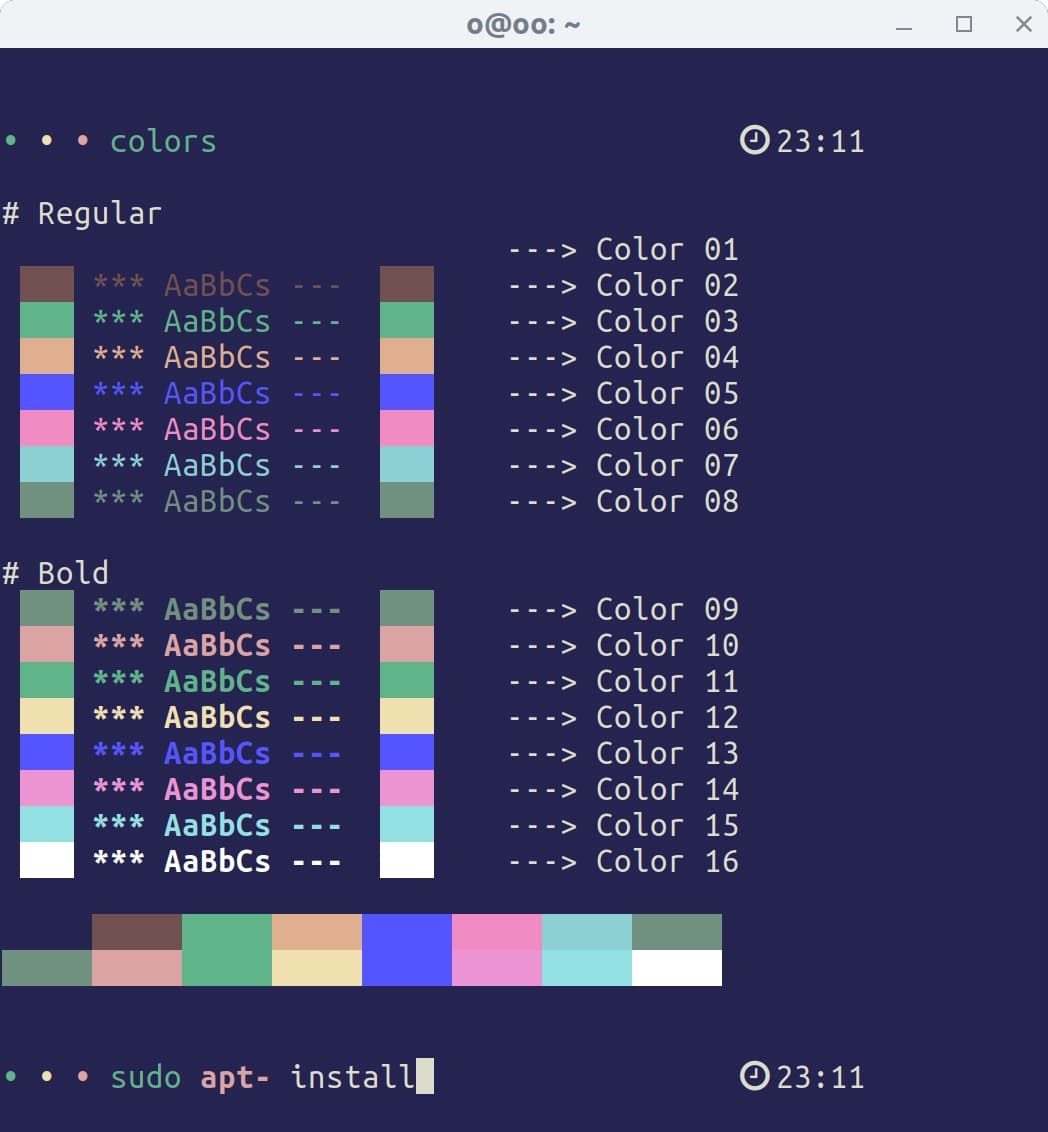 o@oo: ~
• • • colors 23:11
# Regular
---> Color 01
*** AaBbCs --- ---> Color 02
*** AaBbCs --- ---> Color 03
*** AaBbCs --- ---> Color 04
*** AaBbCs --- ---> Color 05
*** AaBbCs --- ---> Color 06
*** AaBbCs --- ---> Color 07
*** AaBbCs --- ---> Color 08
# Bold
*** AaBbCs --- ---> Color 09
*** AaBbCs --- ---> Color 10
*** AaBbCs --- ---> Color 11
*** AaBbCs --- ---> Color 12
*** AaBbCs --- ---> Color 13
*** AaBbCs --- ---> Color 14
*** AaBbCs --- ---> Color 15
*** AaBbCs --- ---> Color 16
• • • sudo apt- install 23:11